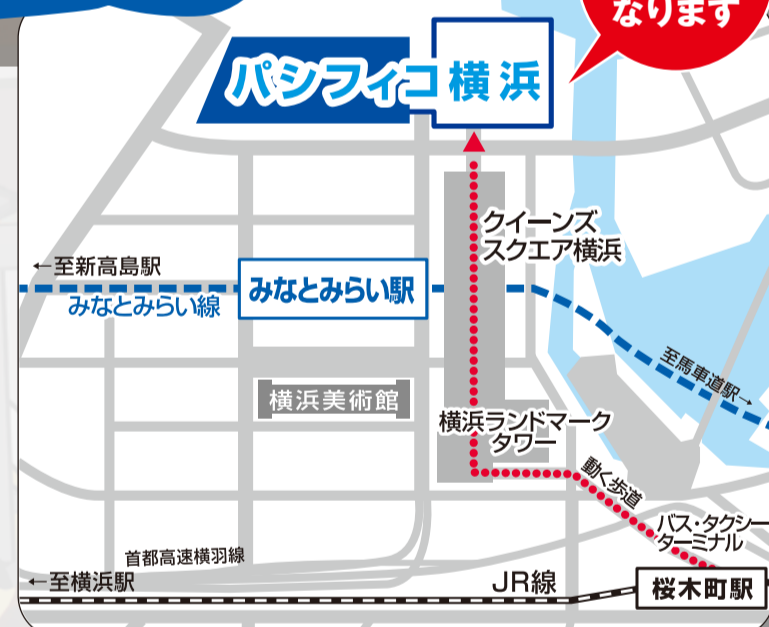 なります
パシフィコ横浜
クイーンズ
スクエア横浜
←至新高島駅
みなとみらい線
みなとみらい駅
至馬車道駅→
横浜美術館
横浜ランドマーク
タワー
動く歩道
バス・タクシー
ターミナル
首都高速横羽線
←至横浜駅
JR線
桜木町駅